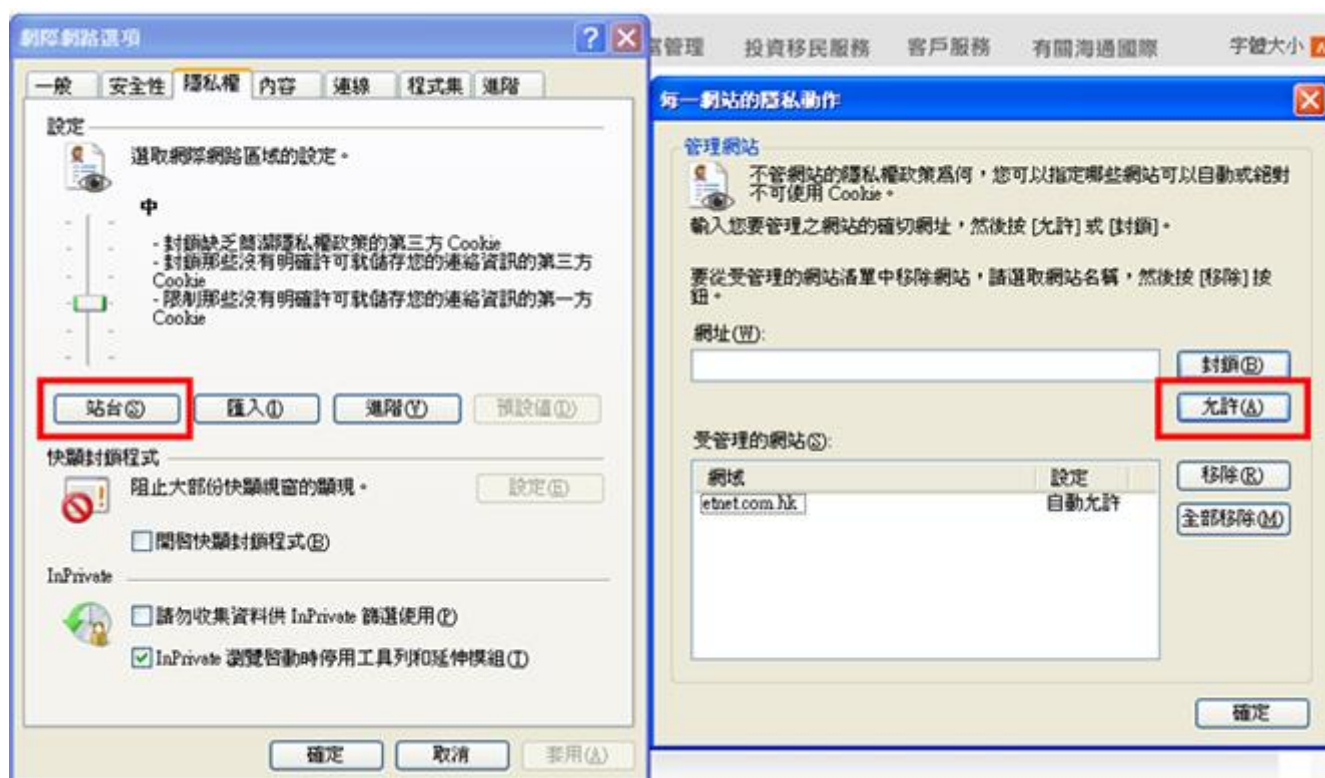 網際網路選項
一般 安全性 隱私權 內容 連線 程式集 進階
設定
選取網際網路區域的設定。
中
- 封鎖缺乏簡潔隱私權政策的第三方 Cookie
- 封鎖那些沒有明確許可就儲存您的連絡資訊的第三方
Cookie
- 限制那些沒有明確許可就儲存您的連絡資訊的第一方
Cookie
站台(S) 匯入(I) 進階(V) 預設值(D)
快顯封鎖程式
阻止大部份快顯視窗的顯現。 設定(E)
開啟快顯封鎖程式(B)
InPrivate
請勿收集資料供 InPrivate 篩選使用(P)
InPrivate 瀏覽啟動時停用工具列和延伸模組(T)
確定 取消 套用(A)
管理 投資移民服務 客戶服務 有關海通國際 字體大小
每一網站的隱私動作
管理網站
不管網站的隱私權政策為何，您可以指定哪些網站可以自動或絕對
不可使用 Cookie。
輸入您要管理之網站的確切網址，然後按 [允許] 或 [封鎖]。
要從受管理的網站清單中移除網站，請選取網站名稱，然後按 [移除] 按
鈕。
網址(W):
封鎖(B)
允許(A)
受管理的網站(S):
網域 設定 移除(R)
etnet.com.hk 自動允許
全部移除(M)
確定